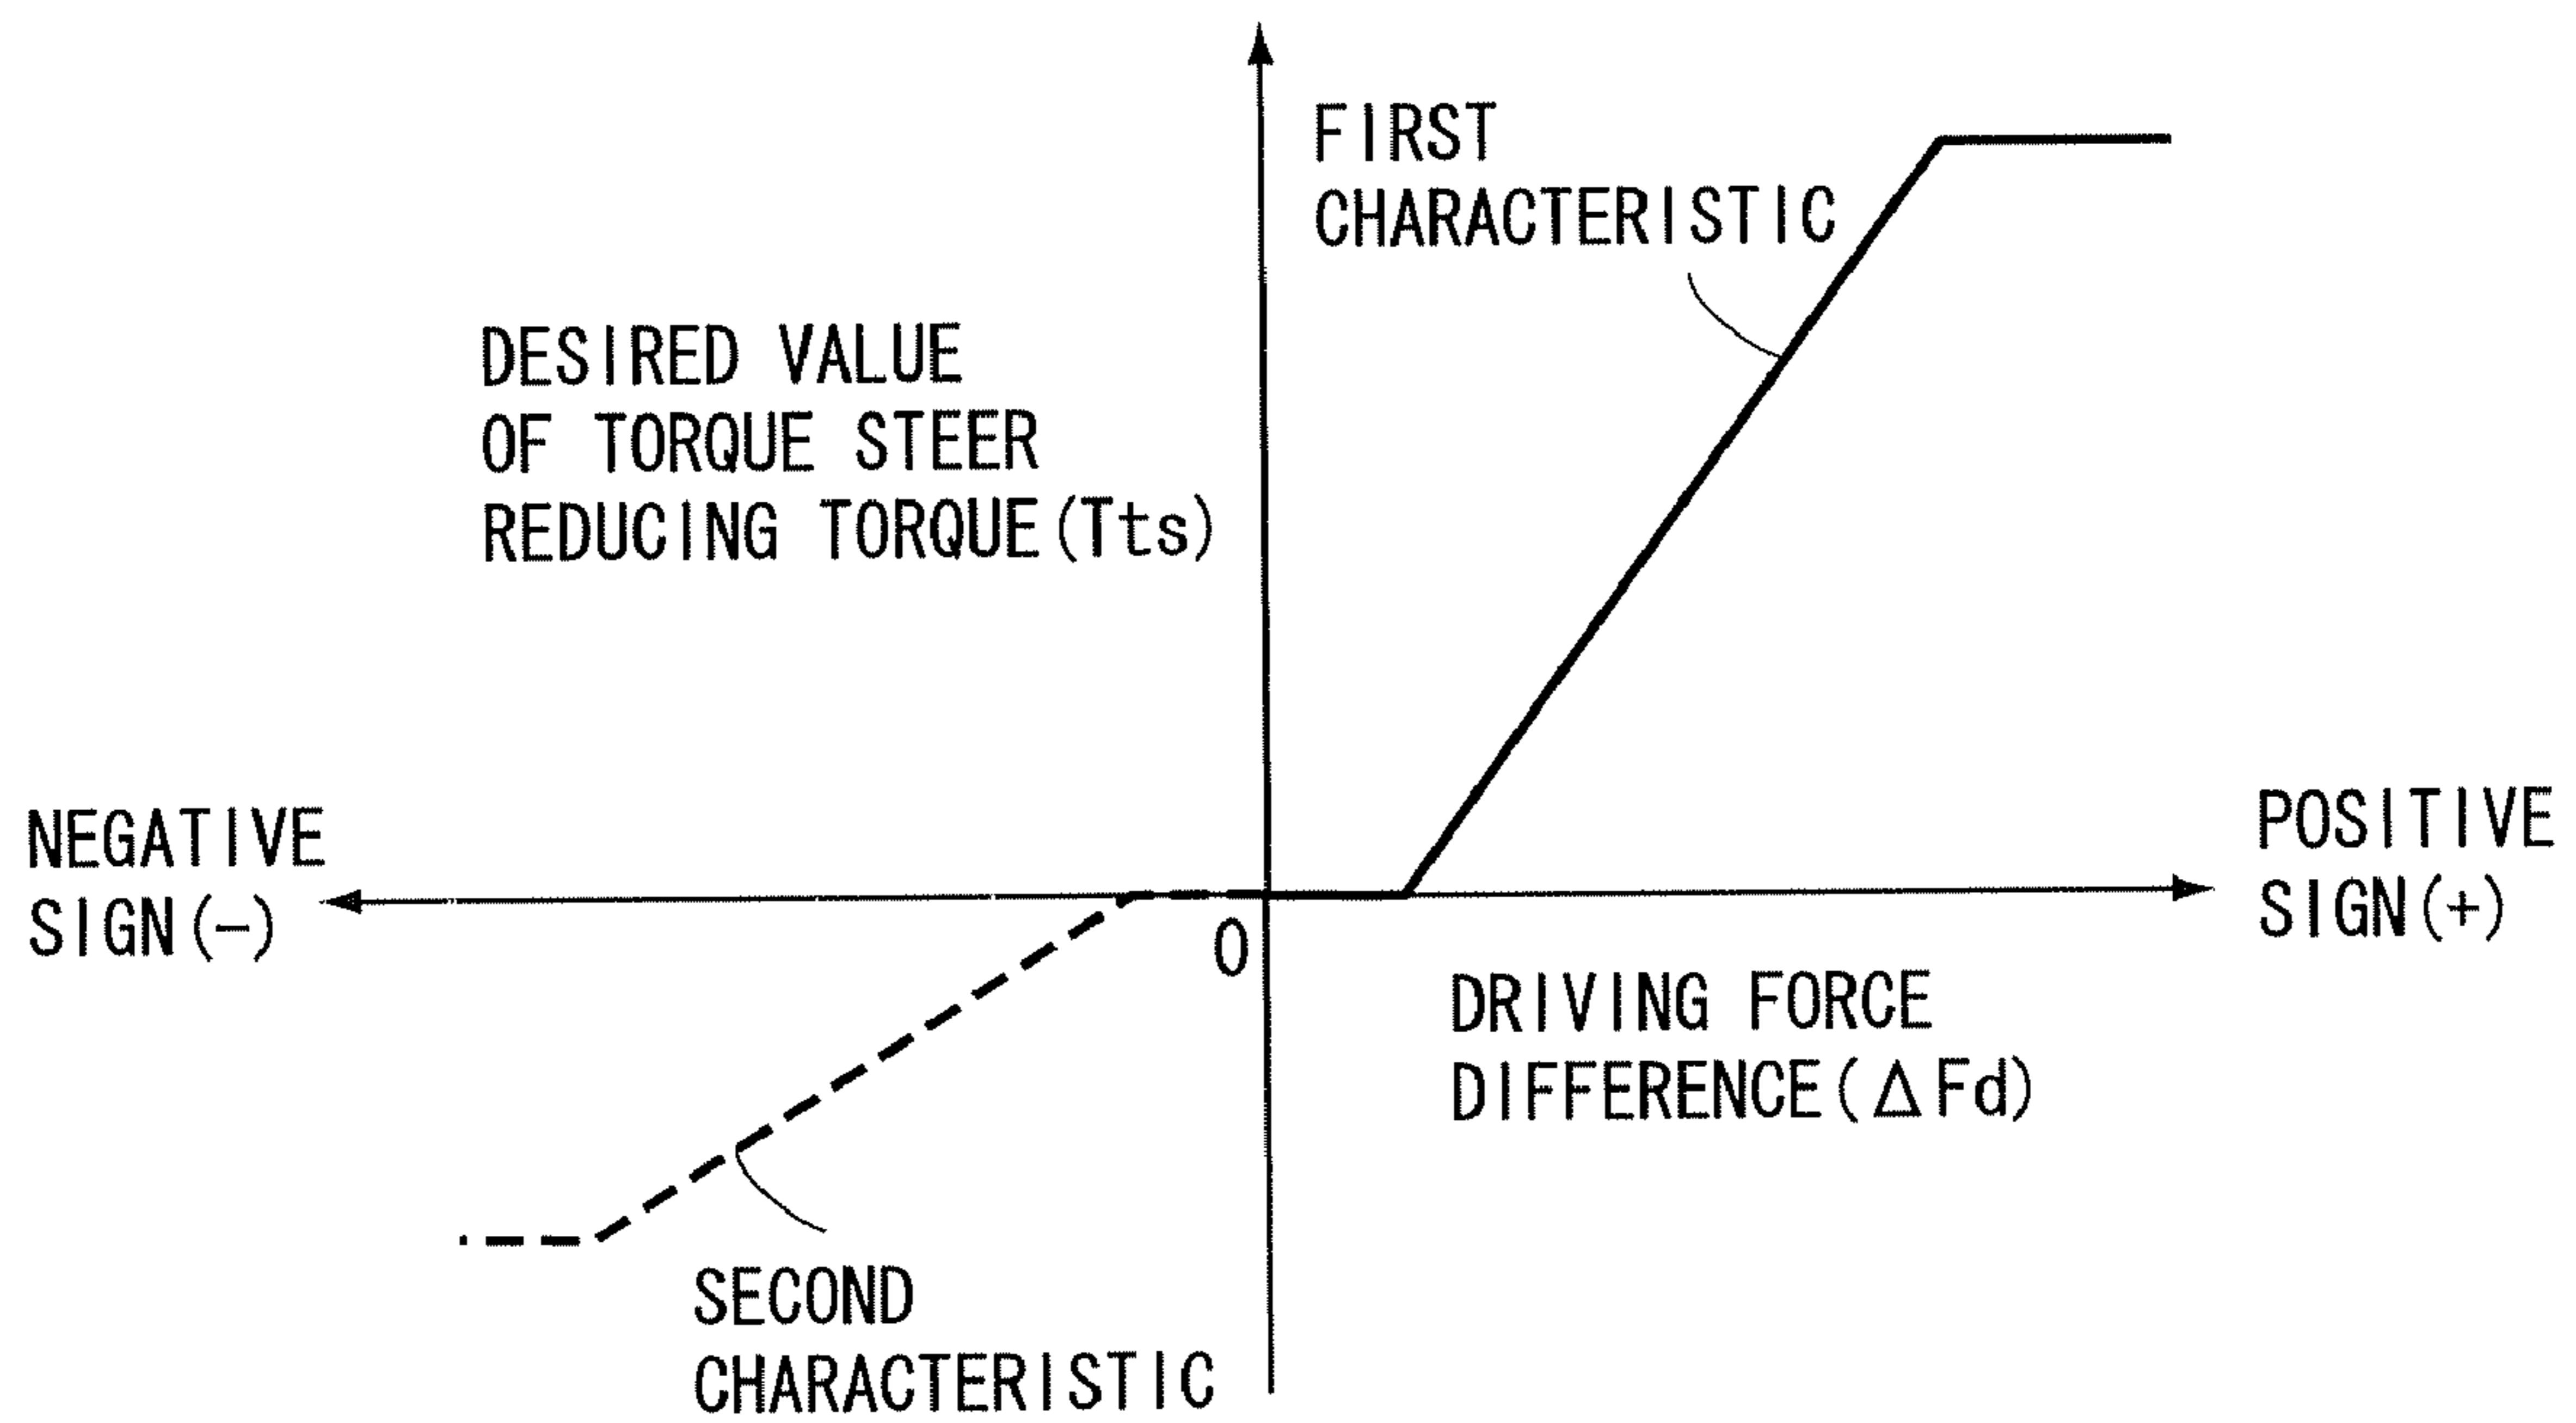 FIRST
CHARACTERISTIC
DESIRED VALUE
OF TORQUE STEER
REDUCING TORQUE(Tts)
NEGATIVE
SIGN(-)
POSITIVE
SIGN(+)
0
DRIVING FORCE
DIFFERENCE(ΔFd)
SECOND
CHARACTERISTIC